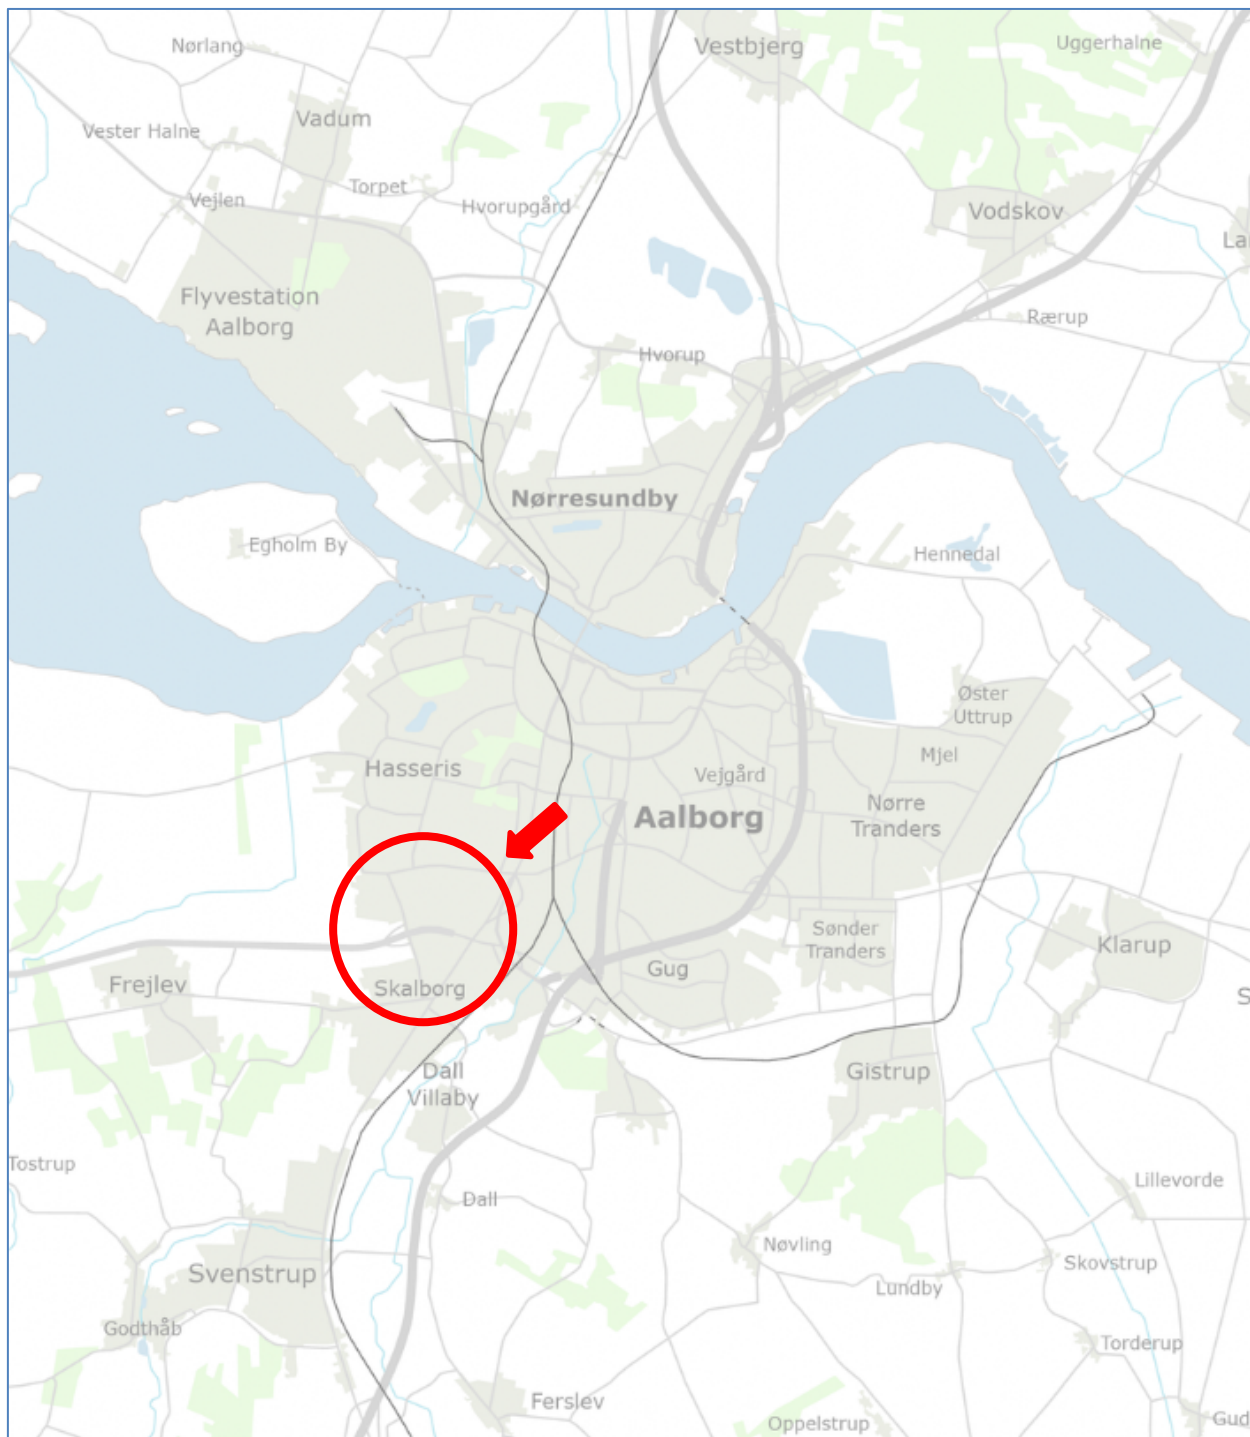 Vestbjerg
Uggerhalne
Nørlang
Vadum
Vester Halne
Torpet
Vejlen
Hvorupgård
Vodskov
La
Flyvestation
Aalborg
Rærup
Hvorup
Nørresundby
Egholm By
Hennedal
Øster
Uttrup
Mjel
Hasseris
Vejgård
Nørre
Tranders
Aalborg
Sønder
Tranders
Klarup
Gug
Frejlev
Skalborg
S
Dall
Villaby
Gistrup
Tostrup
Lillevorde
Dall
Nøvling
Skovstrup
Svenstrup
Lundby
Godthåb
Torderup
Ferslev
Oppelstrup
Gud